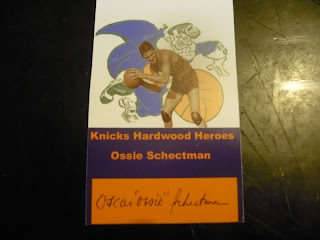 Knicks Hardwood Heroes
Ossie Schectman
Oscar "Ossie" Schectman